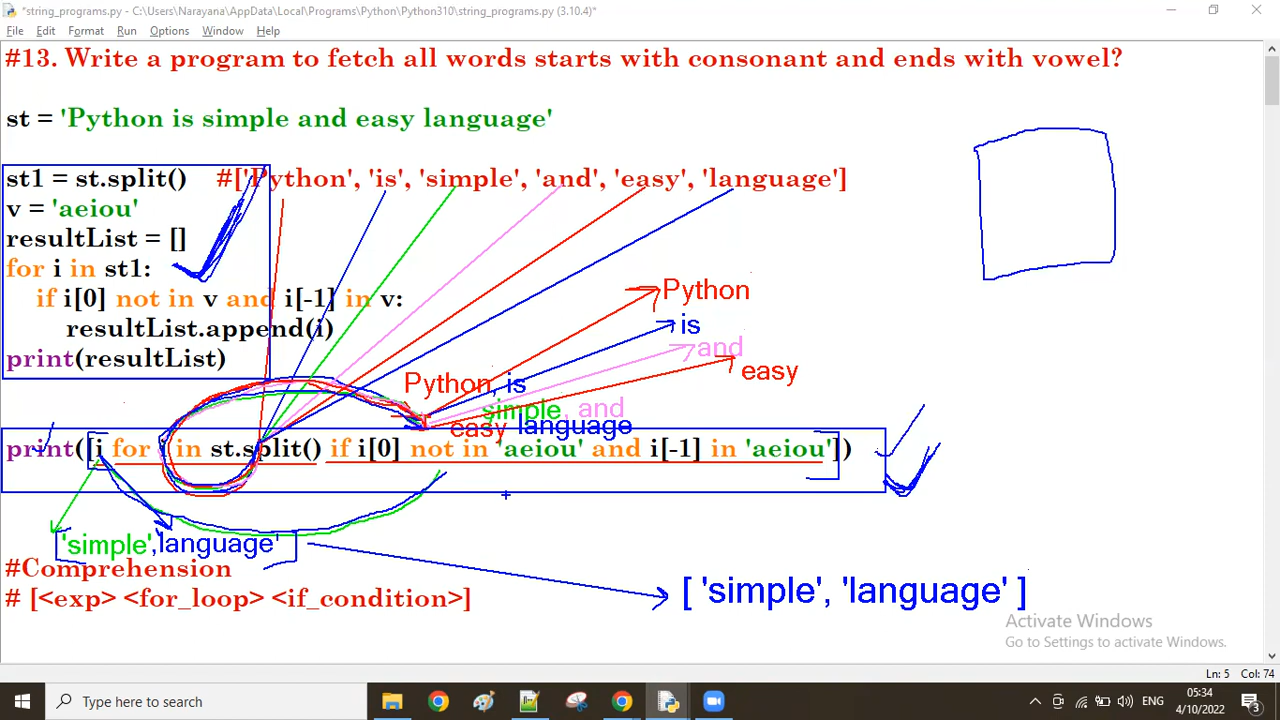 *string_programs.py - C:\Users\Narayana\AppData\Local\Programs\Python\Python310\string_programs.py (3.10.4)*
File Edit Format Run Options Window Help
#13. Write a program to fetch all words starts with consonant and ends with vowel?
st = 'Python is simple and easy language'
st1 = st.split() #['Python', 'is', 'simple', 'and', 'easy', 'language']
v = 'aeiou'
resultList = []
for i in st1:
if i[0] not in v and i[-1] in v:
resultList.append(i)
print(resultList)
Python
is
and
easy
Python, is
simple, and
easy language
print([i for i in st.split() if i[0] not in 'aeiou' and i[-1] in 'aeiou'])
'simple','language'
#Comprehension
# [<exp> <for_loop> <if_condition>]
[ 'simple', 'language' ]
Activate Windows
Go to Settings to activate Windows.
Ln: 5 Col: 74
Type here to search
ENG
05:34
4/10/2022
3